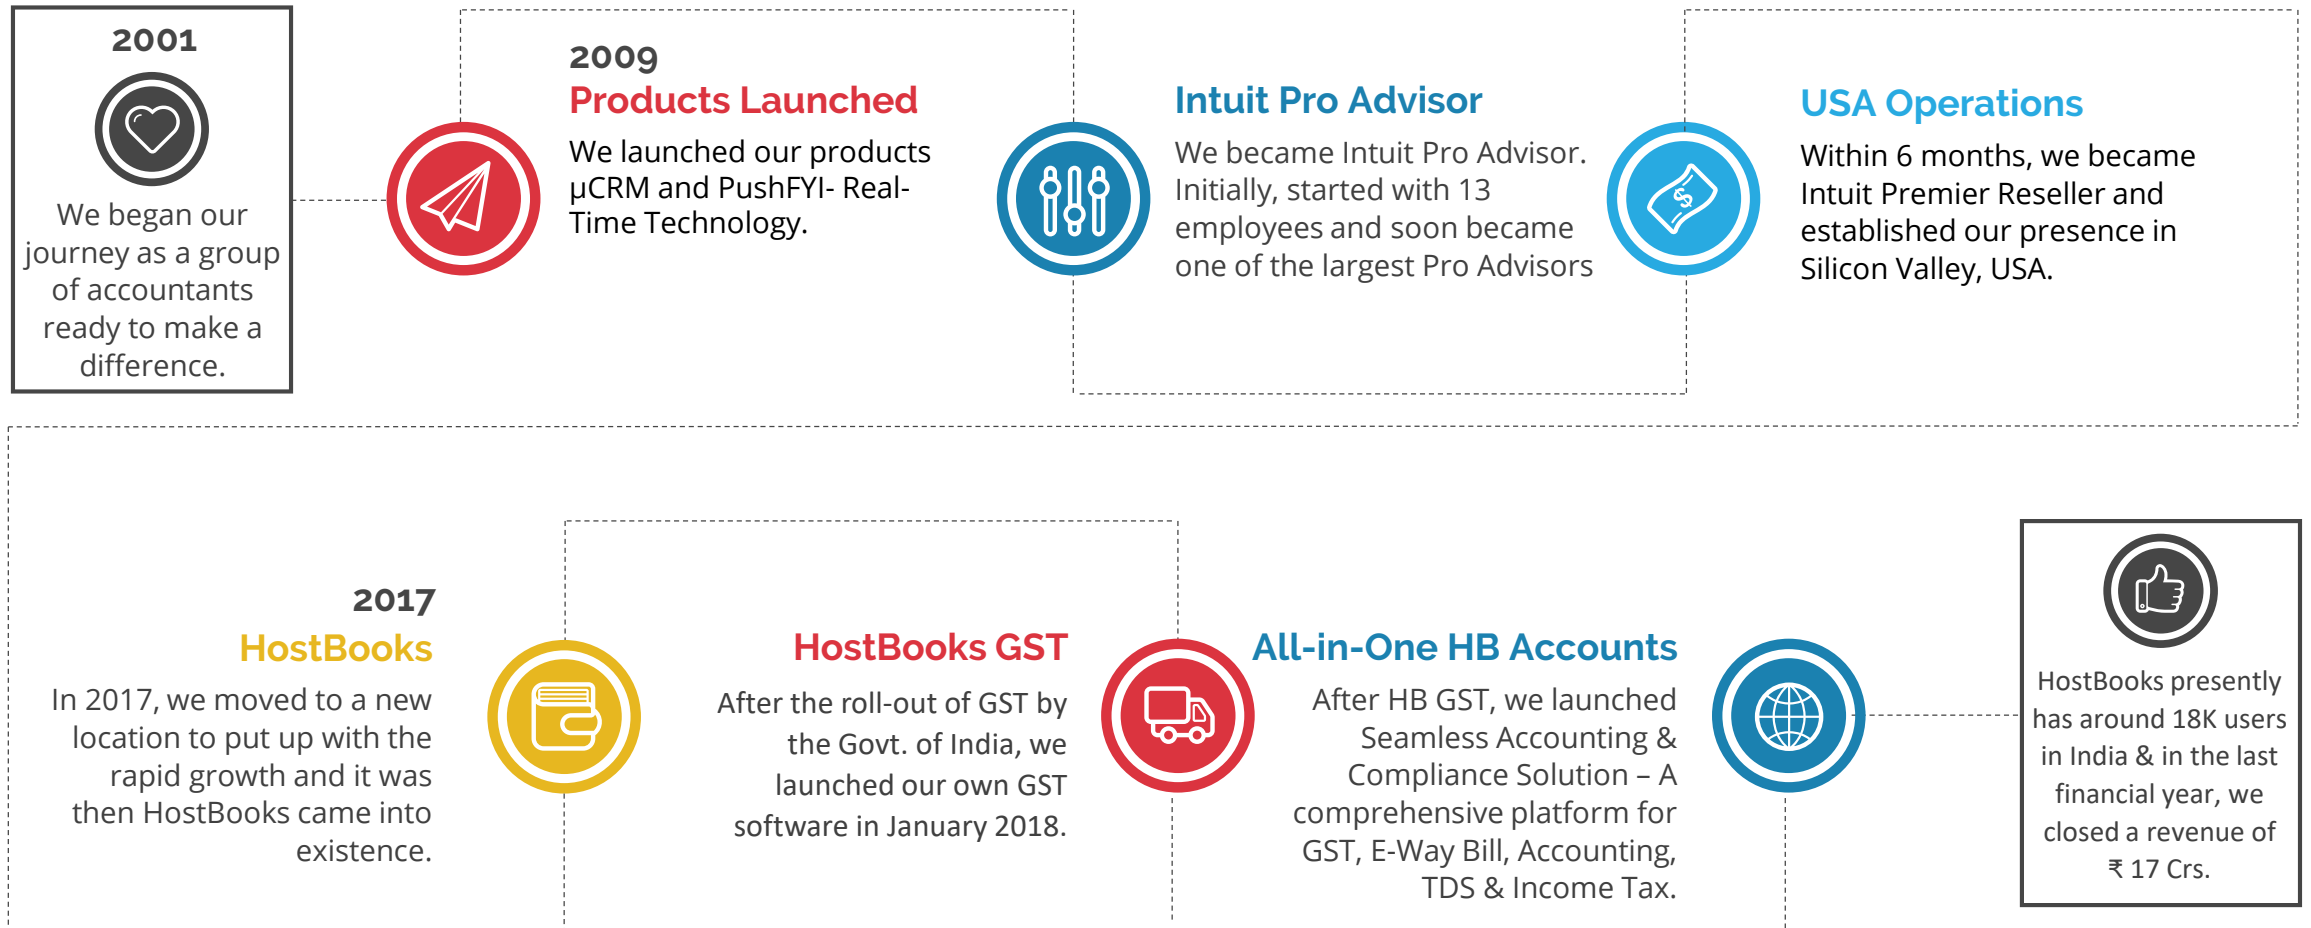 2001
We began our
journey as a group
of accountants
ready to make a
difference.
2009
Products Launched
We launched our products
µCRM and PushFYI- Real-
Time Technology.
Intuit Pro Advisor
We became Intuit Pro Advisor.
Initially, started with 13
employees and soon became
one of the largest Pro Advisors
USA Operations
Within 6 months, we became
Intuit Premier Reseller and
established our presence in
Silicon Valley, USA.
2017
HostBooks
In 2017, we moved to a new
location to put up with the
rapid growth and it was
then HostBooks came into
existence.
HostBooks GST
After the roll-out of GST by
the Govt. of India, we
launched our own GST
software in January 2018.
All-in-One HB Accounts
After HB GST, we launched
Seamless Accounting &
Compliance Solution – A
comprehensive platform for
GST, E-Way Bill, Accounting,
TDS & Income Tax.
HostBooks presently
has around 18K users
in India & in the last
financial year, we
closed a revenue of
₹ 17 Crs.